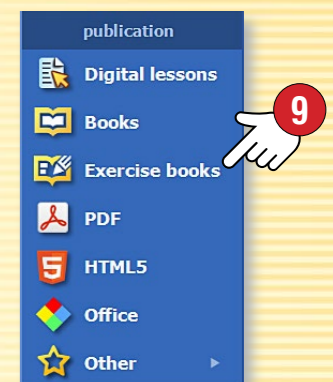 publication
Digital lessons
Books
9
Exercise books
PDF
5
HTML5
Office
Other